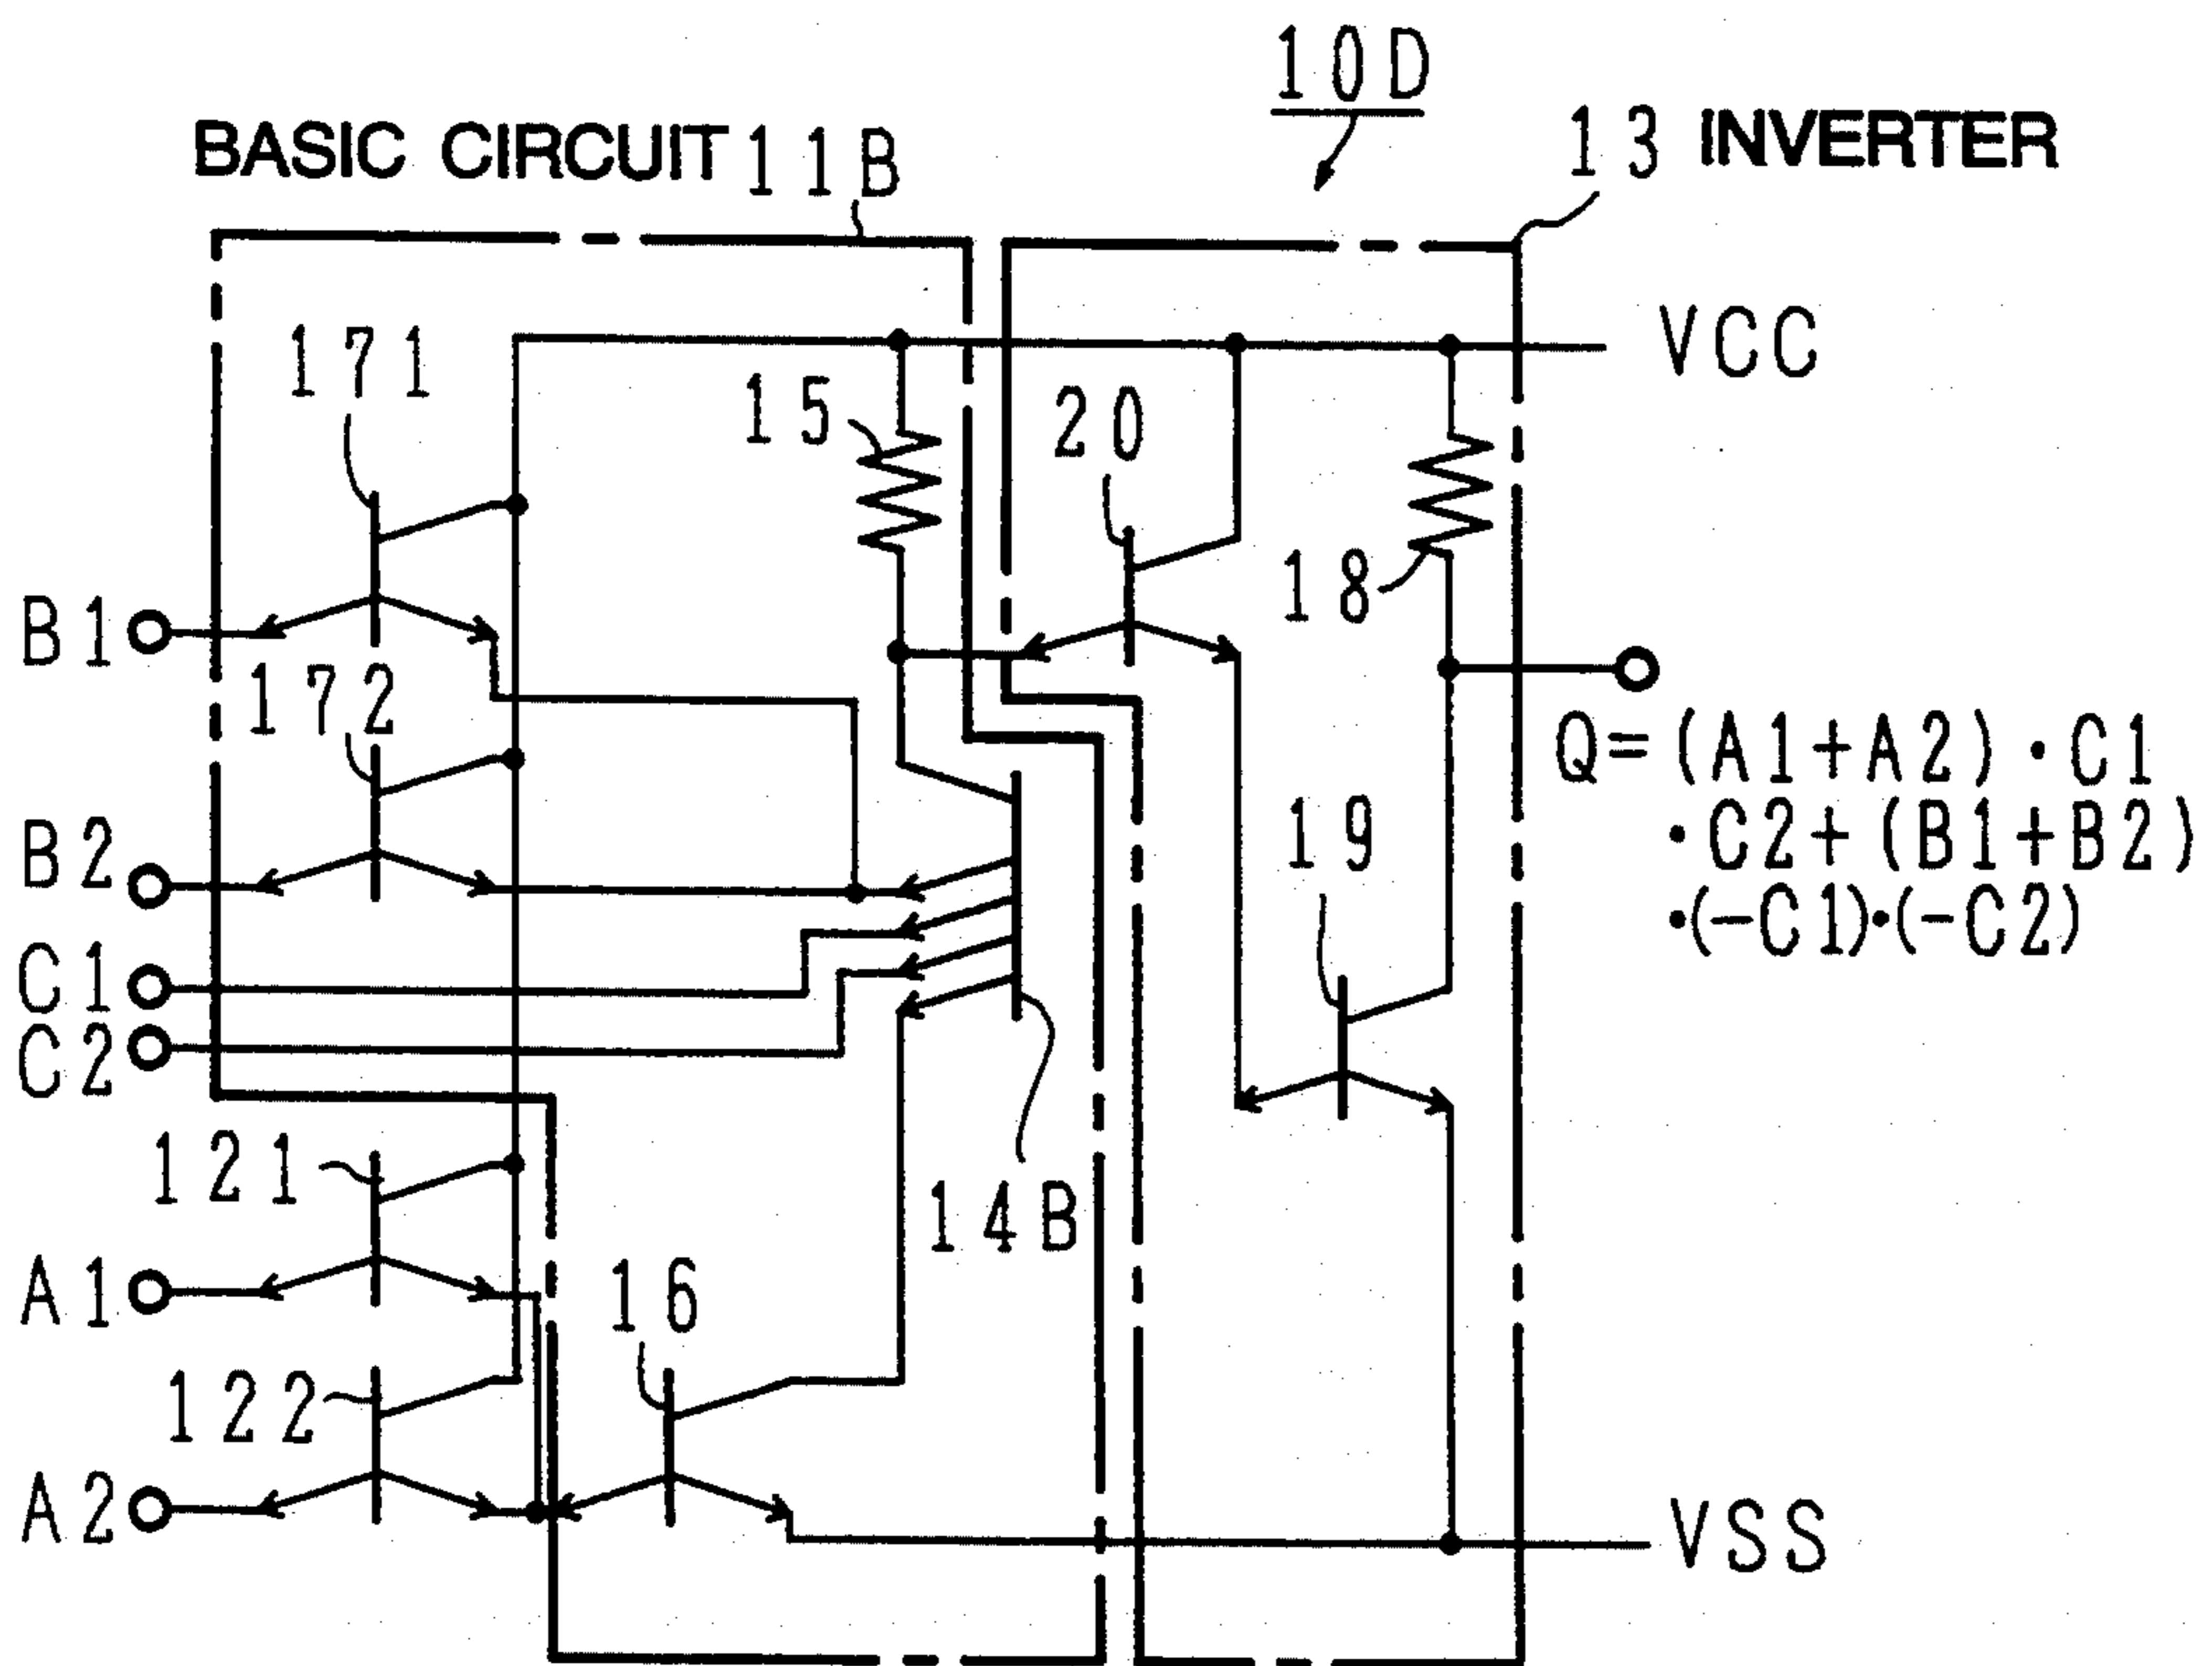 10D
BASIC CIRCUIT 11B
13 INVERTER
VCC
171
15
20
18
B1
172
Q=(A1+A2)·C1
·C2+(B1+B2)
·(-C1)·(-C2)
19
B2
C1
C2
121
14B
A1
16
122
A2
VSS